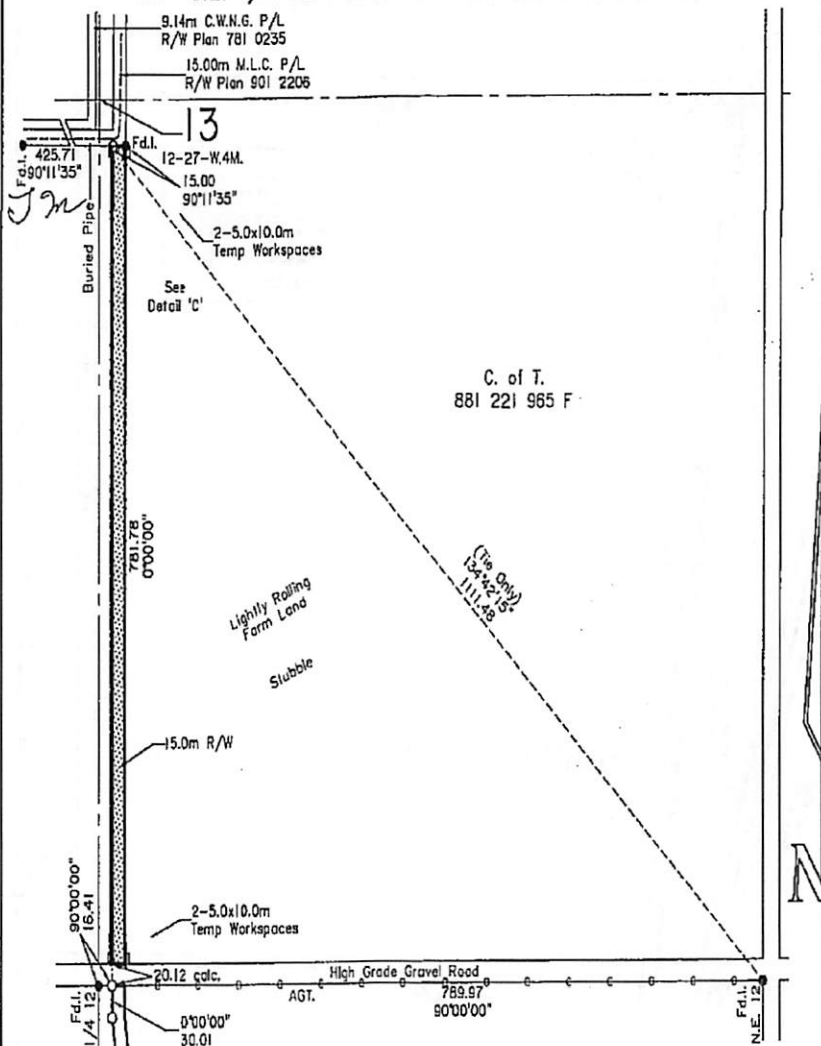 9.14m C.W.N.G. P/L
R/W Plan 781 0235
15.00m M.L.C. P/L
R/W Plan 901 2206
13
Fd.I.
12-27-W.4M.
425.71
90°11'35"
Fd.I.
15.00
90°11'35"
2-5.0x10.0m
Temp Workspaces
Buried Pipe
See
Detail 'C'
C. of T.
881 221 965 F
781.78
0°00'00"
(Tie Only)
134°42'15"
1111.48
Lightly Rolling
Farm Land
Stubble
15.0m R/W
N
90°00'00"
16.41
2-5.0x10.0m
Temp Workspaces
20.12 calc.
High Grade Gravel Road
AGT.
789.97
90°00'00"
Fd.I.
1/4 12
0°00'00"
30.01
Fd.I.
N.E. 12